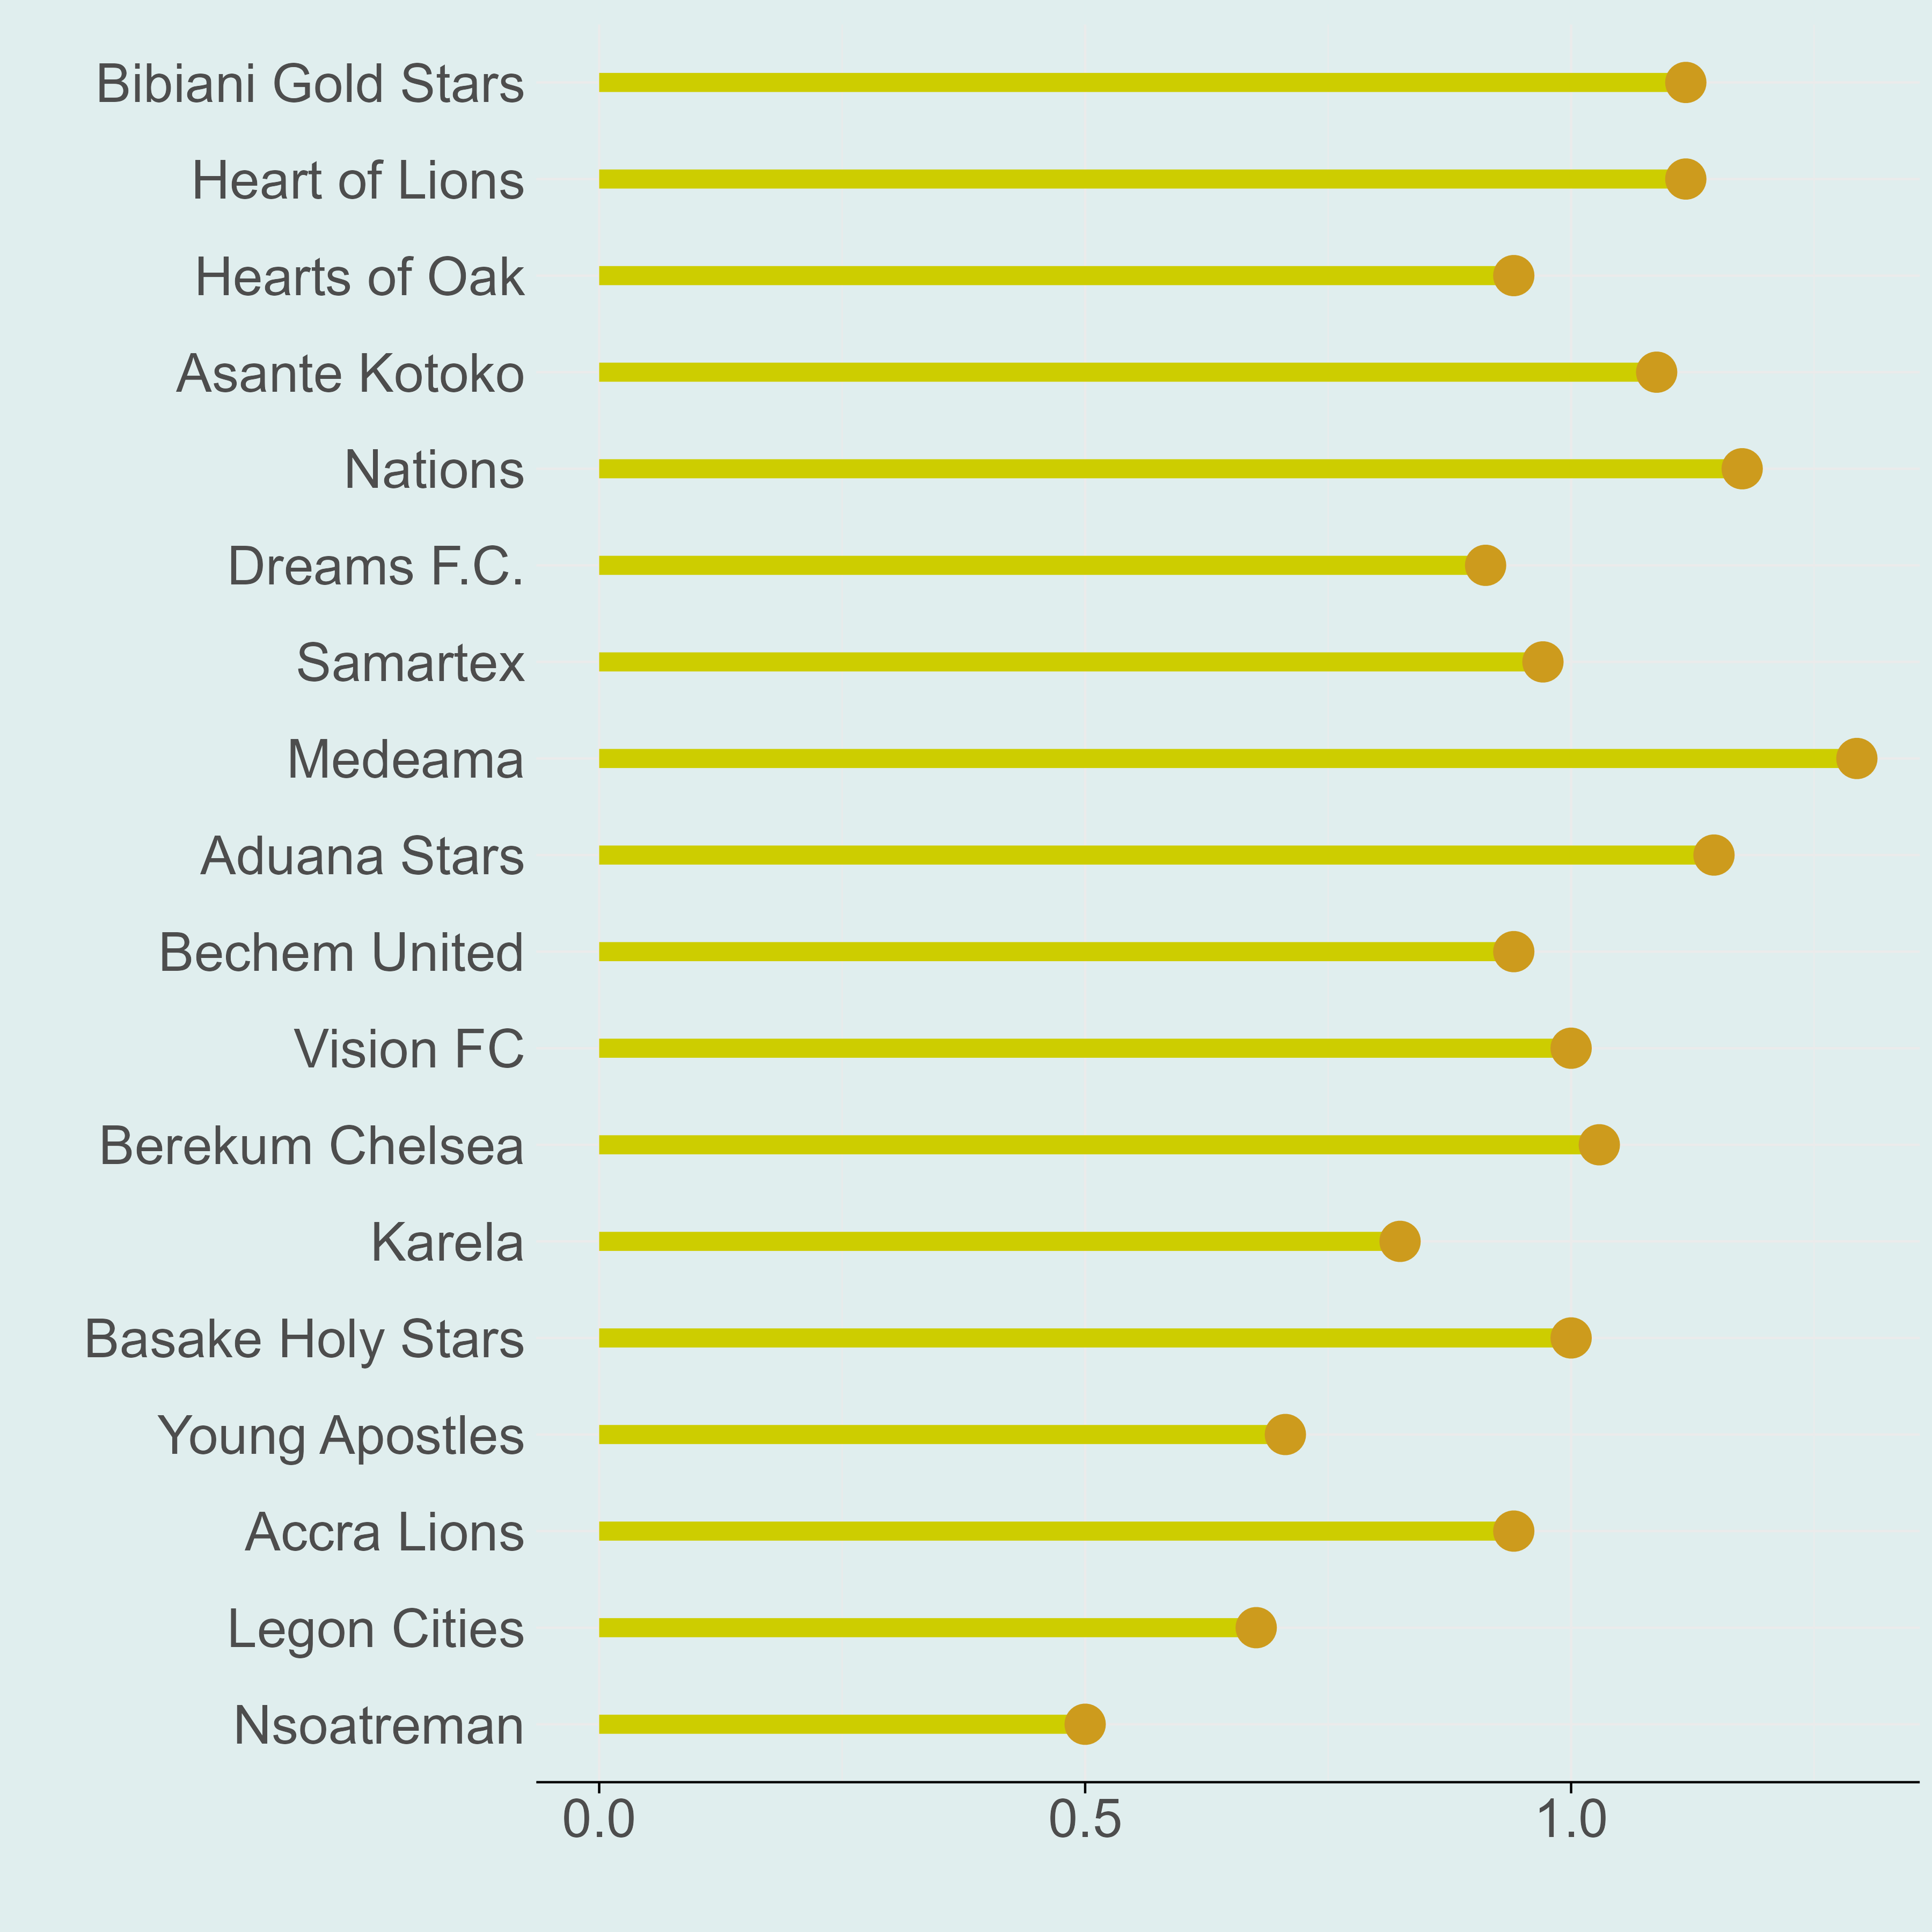 Bibiani Gold Stars
Heart of Lions
Hearts of Oak
Asante Kotoko
Nations
Dreams F.C.
Samartex
Medeama
Aduana Stars
Bechem United
Vision FC
Berekum Chelsea
Karela
Basake Holy Stars
Young Apostles
Accra Lions
Legon Cities
Nsoatreman
0.0 0.5 1.0